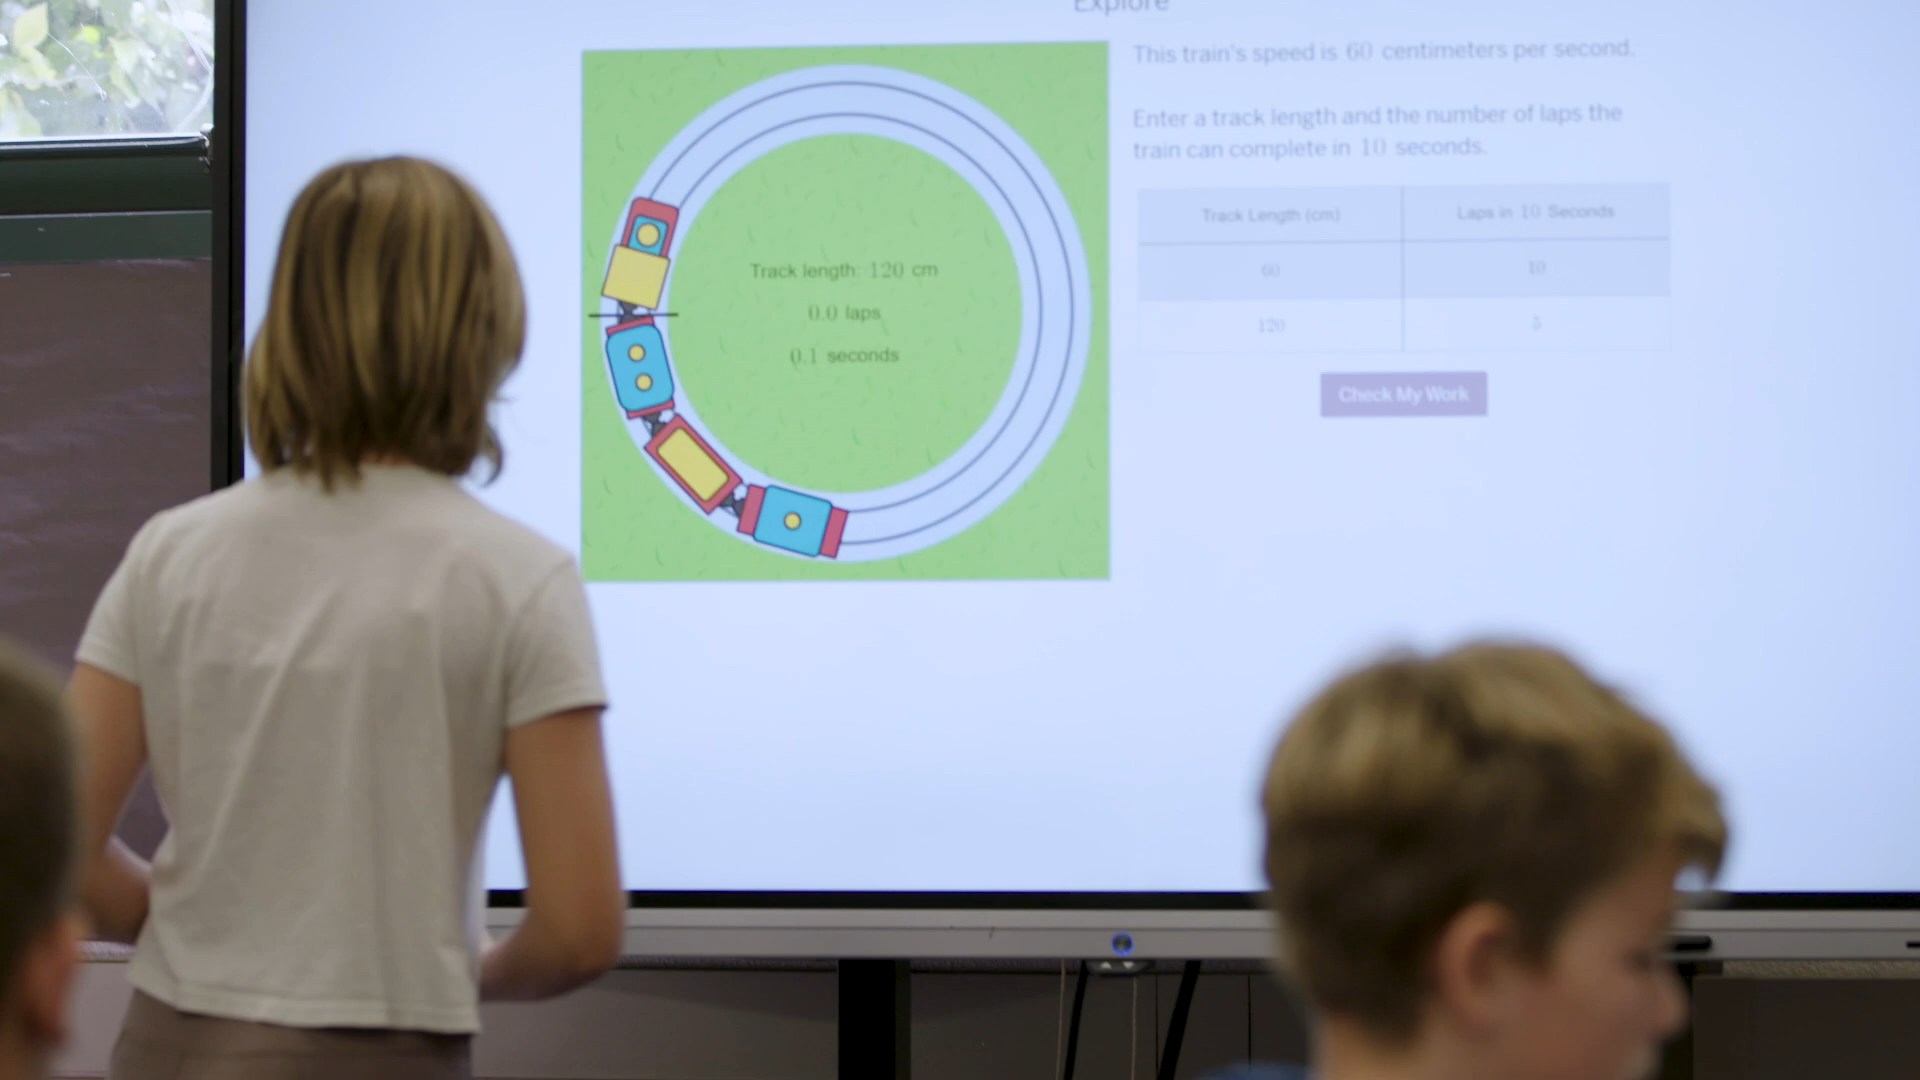 Explore
This train's speed is 60 centimeters per second.
Enter a track length and the number of laps the
train can complete in 10 seconds.
Track Length (cm)
Laps in 10 Seconds
60
10
120
5
Check My Work
Track length: 120 cm
0.0 laps
0.1 seconds